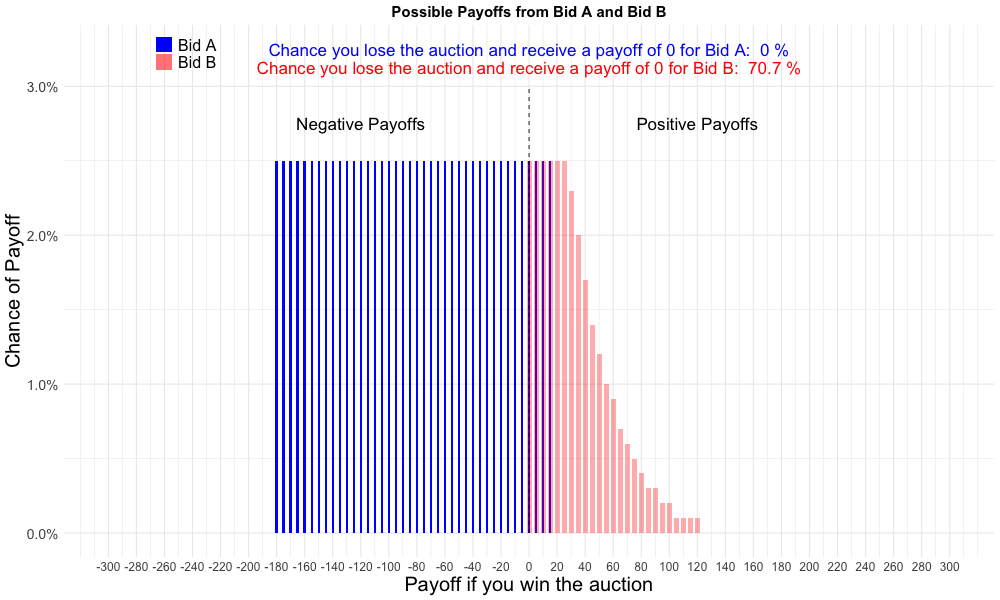 Possible Payoffs from Bid A and Bid B
Bid A
Bid B
Chance you lose the auction and receive a payoff of 0 for Bid A:  0 %
Chance you lose the auction and receive a payoff of 0 for Bid B:  70.7 %
Negative Payoffs
Positive Payoffs
Chance of Payoff
3.0%
2.0%
1.0%
0.0%
-300 -280 -260 -240 -220 -200 -180 -160 -140 -120 -100 -80 -60 -40 -20 0 20 40 60 80 100 120 140 160 180 200 220 240 260 280 300
Payoff if you win the auction